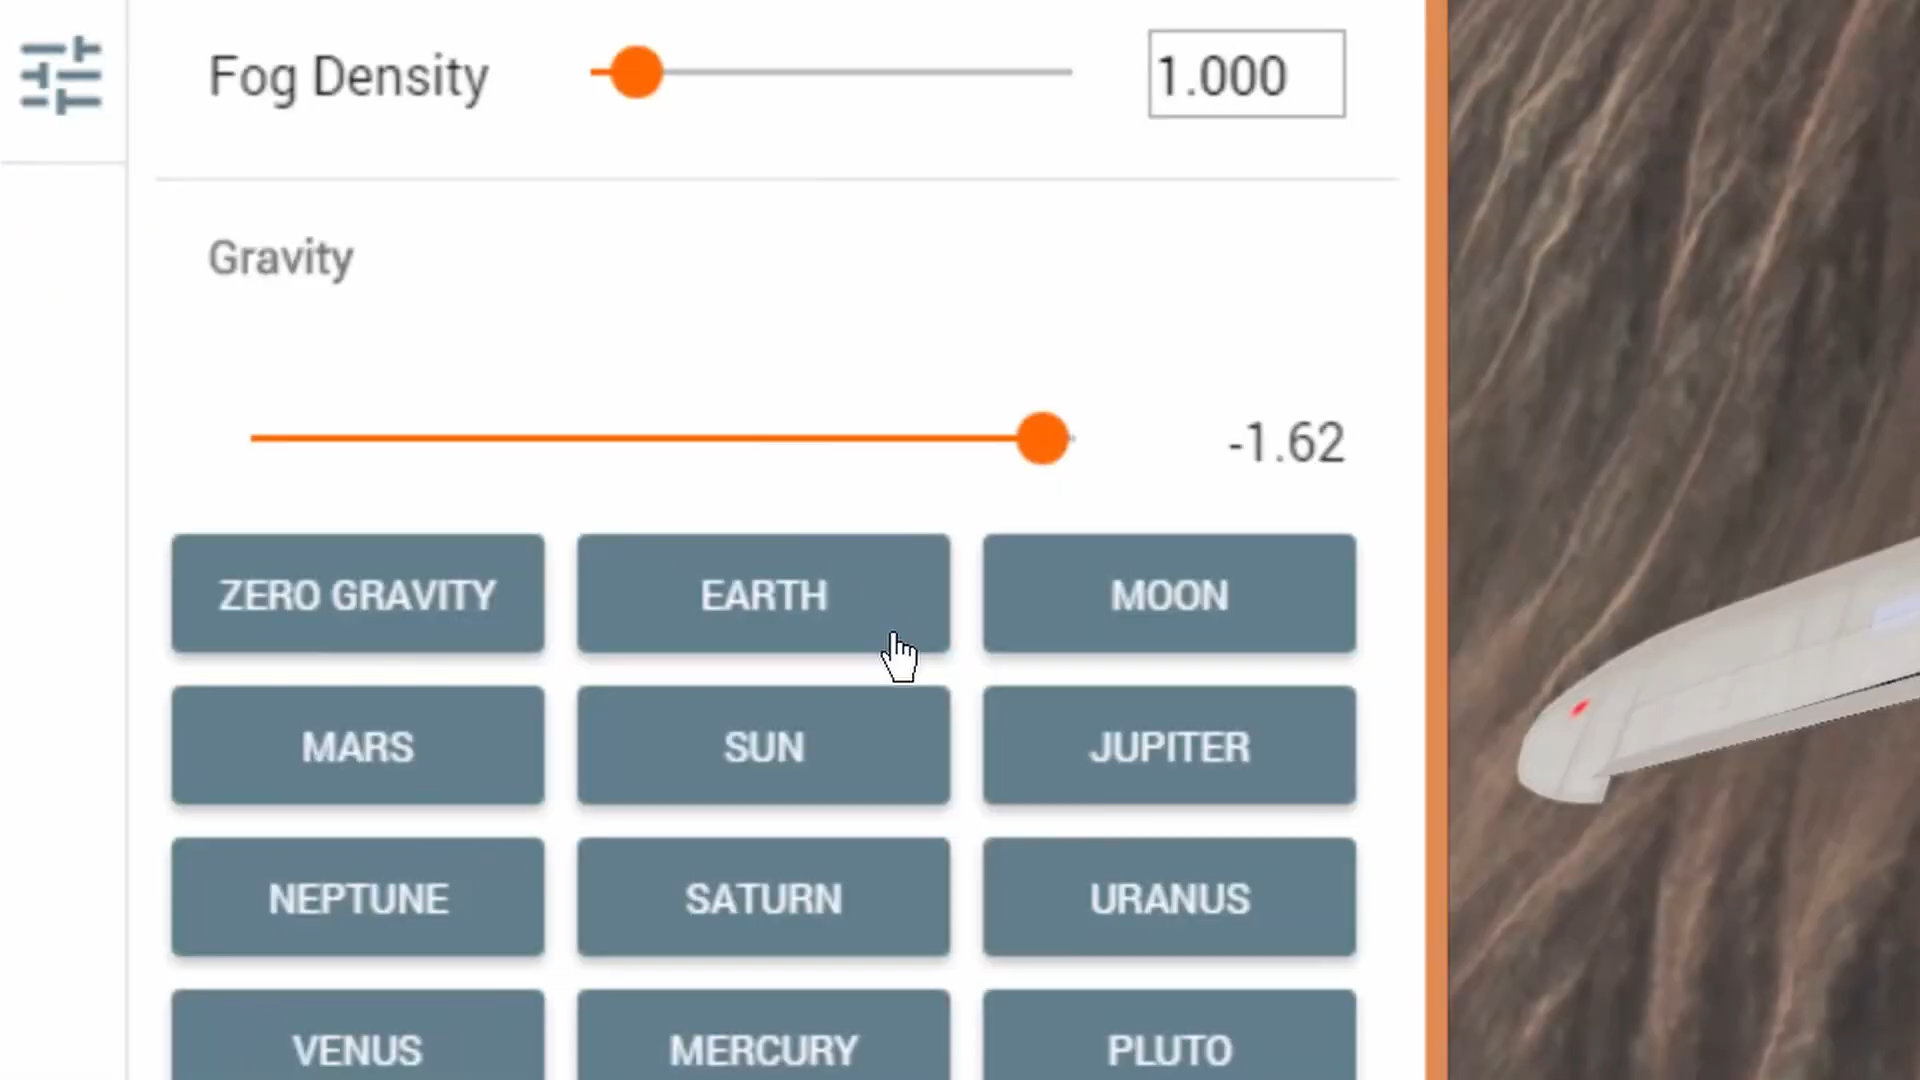 Fog Density 1.000
Gravity
-1.62
ZERO GRAVITY EARTH MOON
MARS SUN JUPITER
NEPTUNE SATURN URANUS
VENUS MERCURY PLUTO